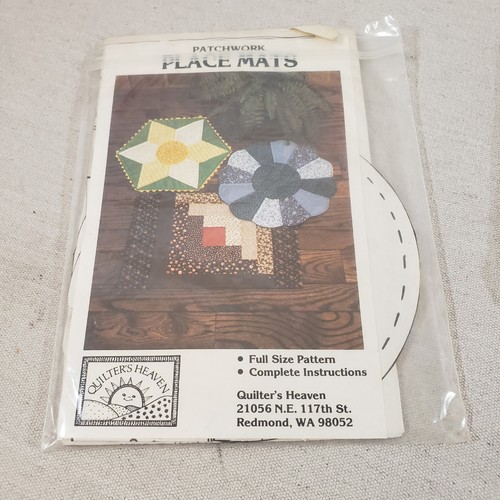 PATCHWORK
PLACE MATS
QUILTER'S HEAVEN
• Full Size Pattern
• Complete Instructions
Quilter's Heaven
21056 N.E. 117th St.
Redmond, WA 98052